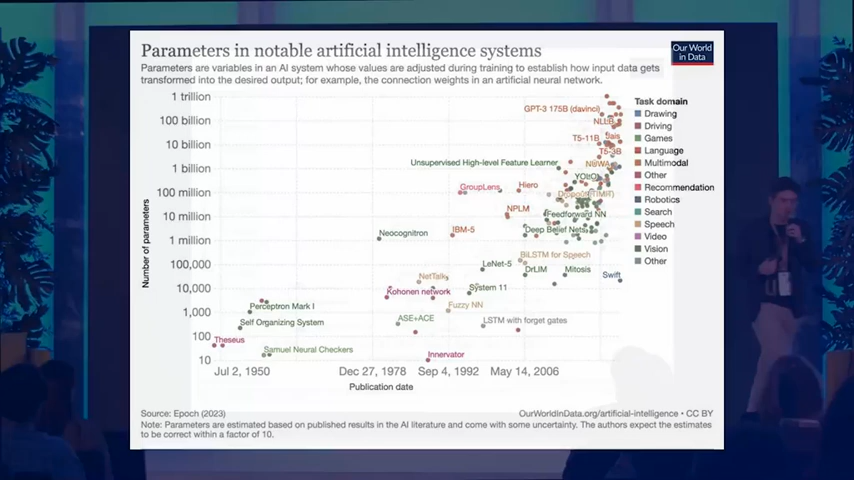 Parameters in notable artificial intelligence systems
Our World
in Data
Parameters are variables in an AI system whose values are adjusted during training to establish how input data gets
transformed into the desired output; for example, the connection weights in an artificial neural network.
1 trillion
100 billion
10 billion
1 billion
100 million
10 million
1 million
100,000
10,000
1,000
100
10
Number of parameters
GPT-3 175B (davinci)
NLLB
T5-11B
Jais
T5-3B
Unsupervised High-level Feature Learner
NÜWA
YOLO
GroupLens
Hiero
Dropout (TIMIT)
NPLM
Feedforward NN
Neocognitron
IBM-5
Deep Belief Nets
BiLSTM for Speech
LeNet-5
DrLIM
Mitosis
Swift
NetTalk
Kohonen network
System 11
Perceptron Mark I
Fuzzy NN
Self Organizing System
ASE+ACE
LSTM with forget gates
Theseus
Samuel Neural Checkers
Innervator
Jul 2, 1950
Dec 27, 1978
Sep 4, 1992
May 14, 2006
Publication date
Task domain
Drawing
Driving
Games
Language
Multimodal
Other
Recommendation
Robotics
Search
Speech
Video
Vision
Other
Source: Epoch (2023)
OurWorldInData.org/artificial-intelligence • CC BY
Note: Parameters are estimated based on published results in the AI literature and come with some uncertainty. The authors expect the estimates
to be correct within a factor of 10.